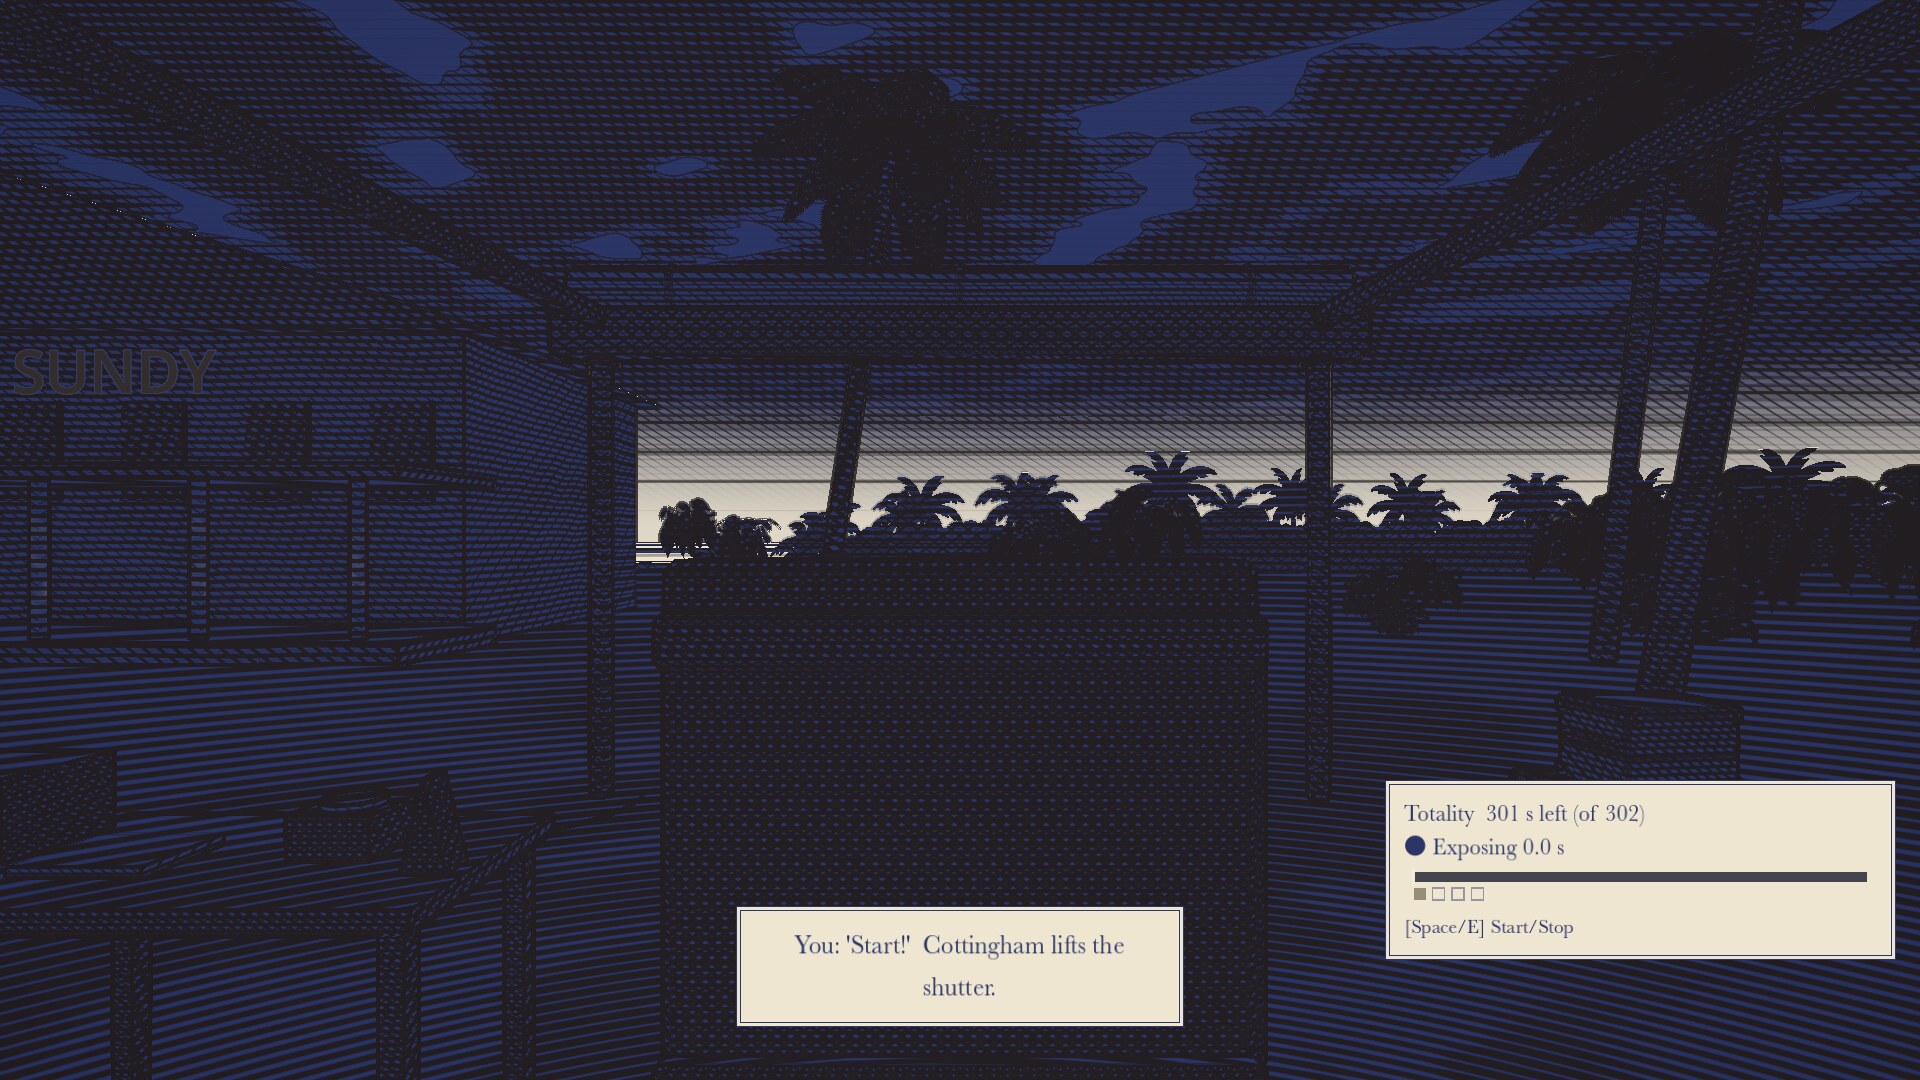 SUNDY
Totality 301 s left (of 302)
Exposing 0.0 s
[Space/E] Start/Stop
You: 'Start!' Cottingham lifts the
shutter.